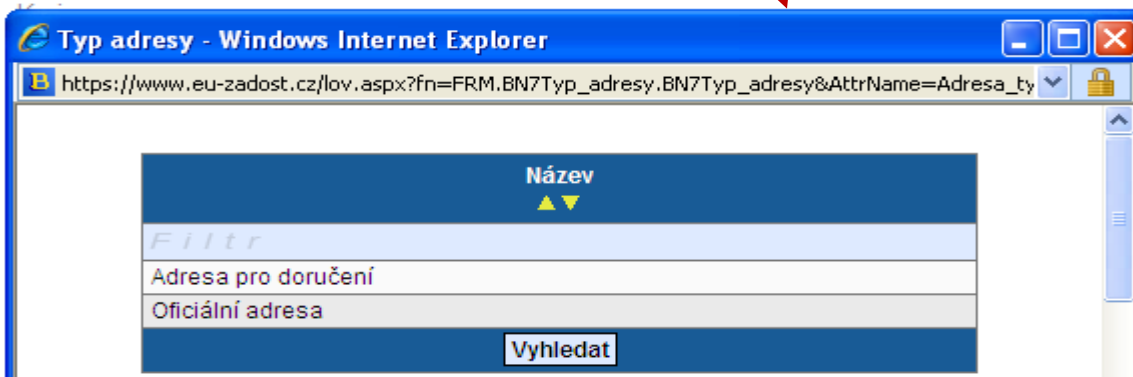 Typ adresy - Windows Internet Explorer
https://www.eu-zadost.cz/lov.aspx?fn=FRM.BN7Typ_adresy.BN7Typ_adresy&AttrName=Adresa_ty
Název
Filtr
Adresa pro doručení
Oficiální adresa
Vyhledat